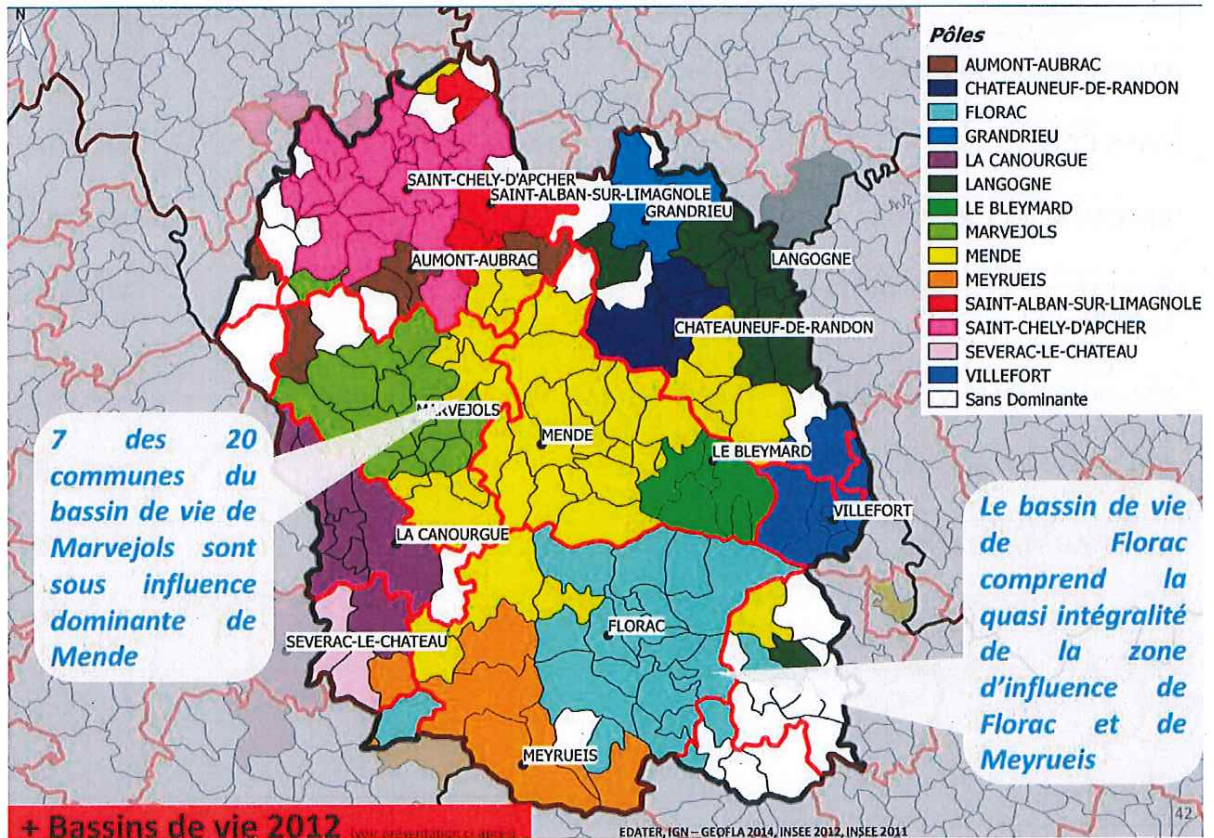 N
Pôles
AUMONT-AUBRAC
CHATEAUNEUF-DE-RANDON
FLORAC
GRANDRIEU
LA CANOURGUE
LANGOGNE
LE BLEYMARD
MARVEJOLS
MENDE
MEYRUEIS
SAINT-ALBAN-SUR-LIMAGNOLE
SAINT-CHELY-D'APCHER
SEVERAC-LE-CHATEAU
VILLEFORT
Sans Dominante
SAINT-CHELY-D'APCHER
SAINT-ALBAN-SUR-LIMAGNOLE
GRANDRIEU
AUMONT-AUBRAC
LANGOGNE
CHATEAUNEUF-DE-RANDON
MARVEJOLS
MENDE
LE BLEYMARD
VILLEFORT
LA CANOURGUE
SEVERAC-LE-CHATEAU
FLORAC
MEYRUEIS
7 des 20
communes du
bassin de vie de
Marvejols sont
sous influence
dominante de
Mende
Le bassin de vie
de Florac
comprend la
quasi intégralité
de la zone
d'influence de
Florac et de
Meyrueis
+ Bassins de vie 2012 (voir présentation ci après)
EDATER, IGN – GEOFLA 2014, INSEE 2012, INSEE 2011
42